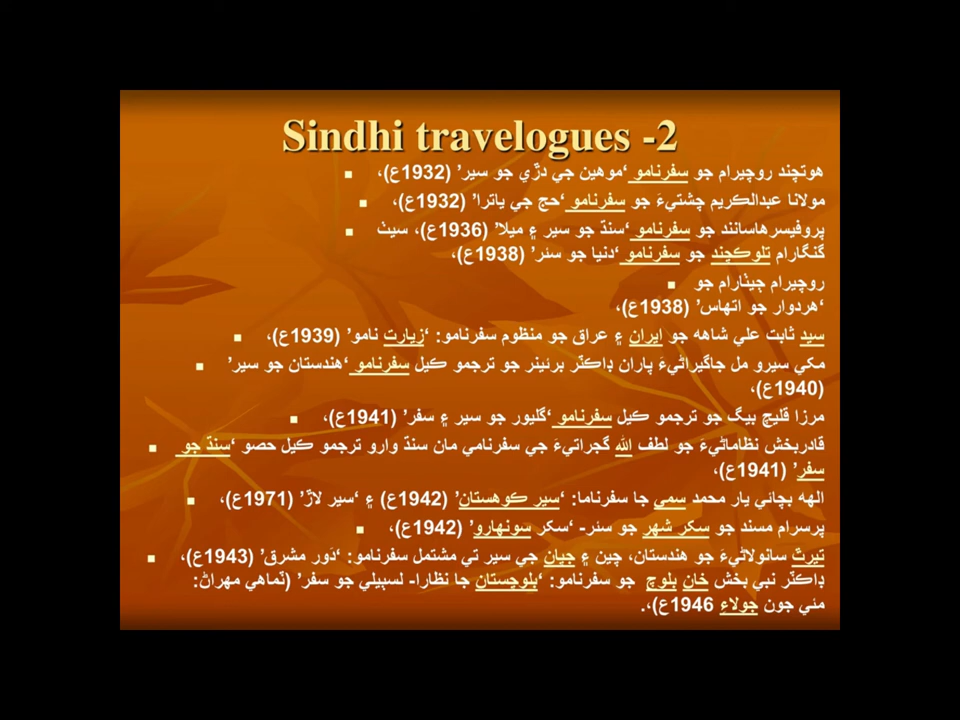 Sindhi travelogues -2
هوتچند روچيرام جو سفرنامو ‘موهين جي دڙي جو سير’ (1932ع)،
مولانا عبدالڪريم چشتيءَ جو سفرنامو ‘حج جي ياترا’ (1932ع)،
پروفيسرهاسانند جو سفرنامو ‘سنڌ جو سير ۽ ميلا’ (1936ع)، سيٺ
گنگارام تلوڪچند جو سفرنامو ‘دنيا جو سئر’ (1938ع)،
روچيرام ڄيٺارام جو
‘هردوار جو اتهاس’ (1938ع)،
سيد ثابت علي شاهه جو ايران ۽ عراق جو منظوم سفرنامو: ‘زيارت نامو’ (1939ع)،
مکي سيرو مل جاگيراڻيءَ پاران ڊاڪٽر برنيئر جو ترجمو ڪيل سفرنامو ‘هندستان جو سير’
(1940ع)،
مرزا قليچ بيگ جو ترجمو ڪيل سفرنامو ‘گليور جو سير ۽ سفر’ (1941ع)،
قادربخش نظاماڻيءَ جو لطف الله گجراتيءَ جي سفرنامي مان سنڌ وارو ترجمو ڪيل حصو ‘سنڌ جو
سفر’ (1941ع)،
الهه بچائي يار محمد سمي جا سفرناما: ‘سير ڪوهستان’ (1942ع) ۽ ‘سير لاڙ’ (1971ع)،
پرسرام مسند جو سکر شهر جو سئر- ‘سکر سونهارو’ (1942ع)،
تيرٿ سانولاڻيءَ جو هندستان، چين ۽ جپان جي سير تي مشتمل سفرنامو: ‘دَور مشرق’ (1943ع)،
ڊاڪٽر نبي بخش خان بلوچ جو سفرنامو: ‘بلوچستان جا نظارا- لسٻيلي جو سفر’ (ٽماهي مهراڻ:
مئي جون جولاءِ 1946ع)،.